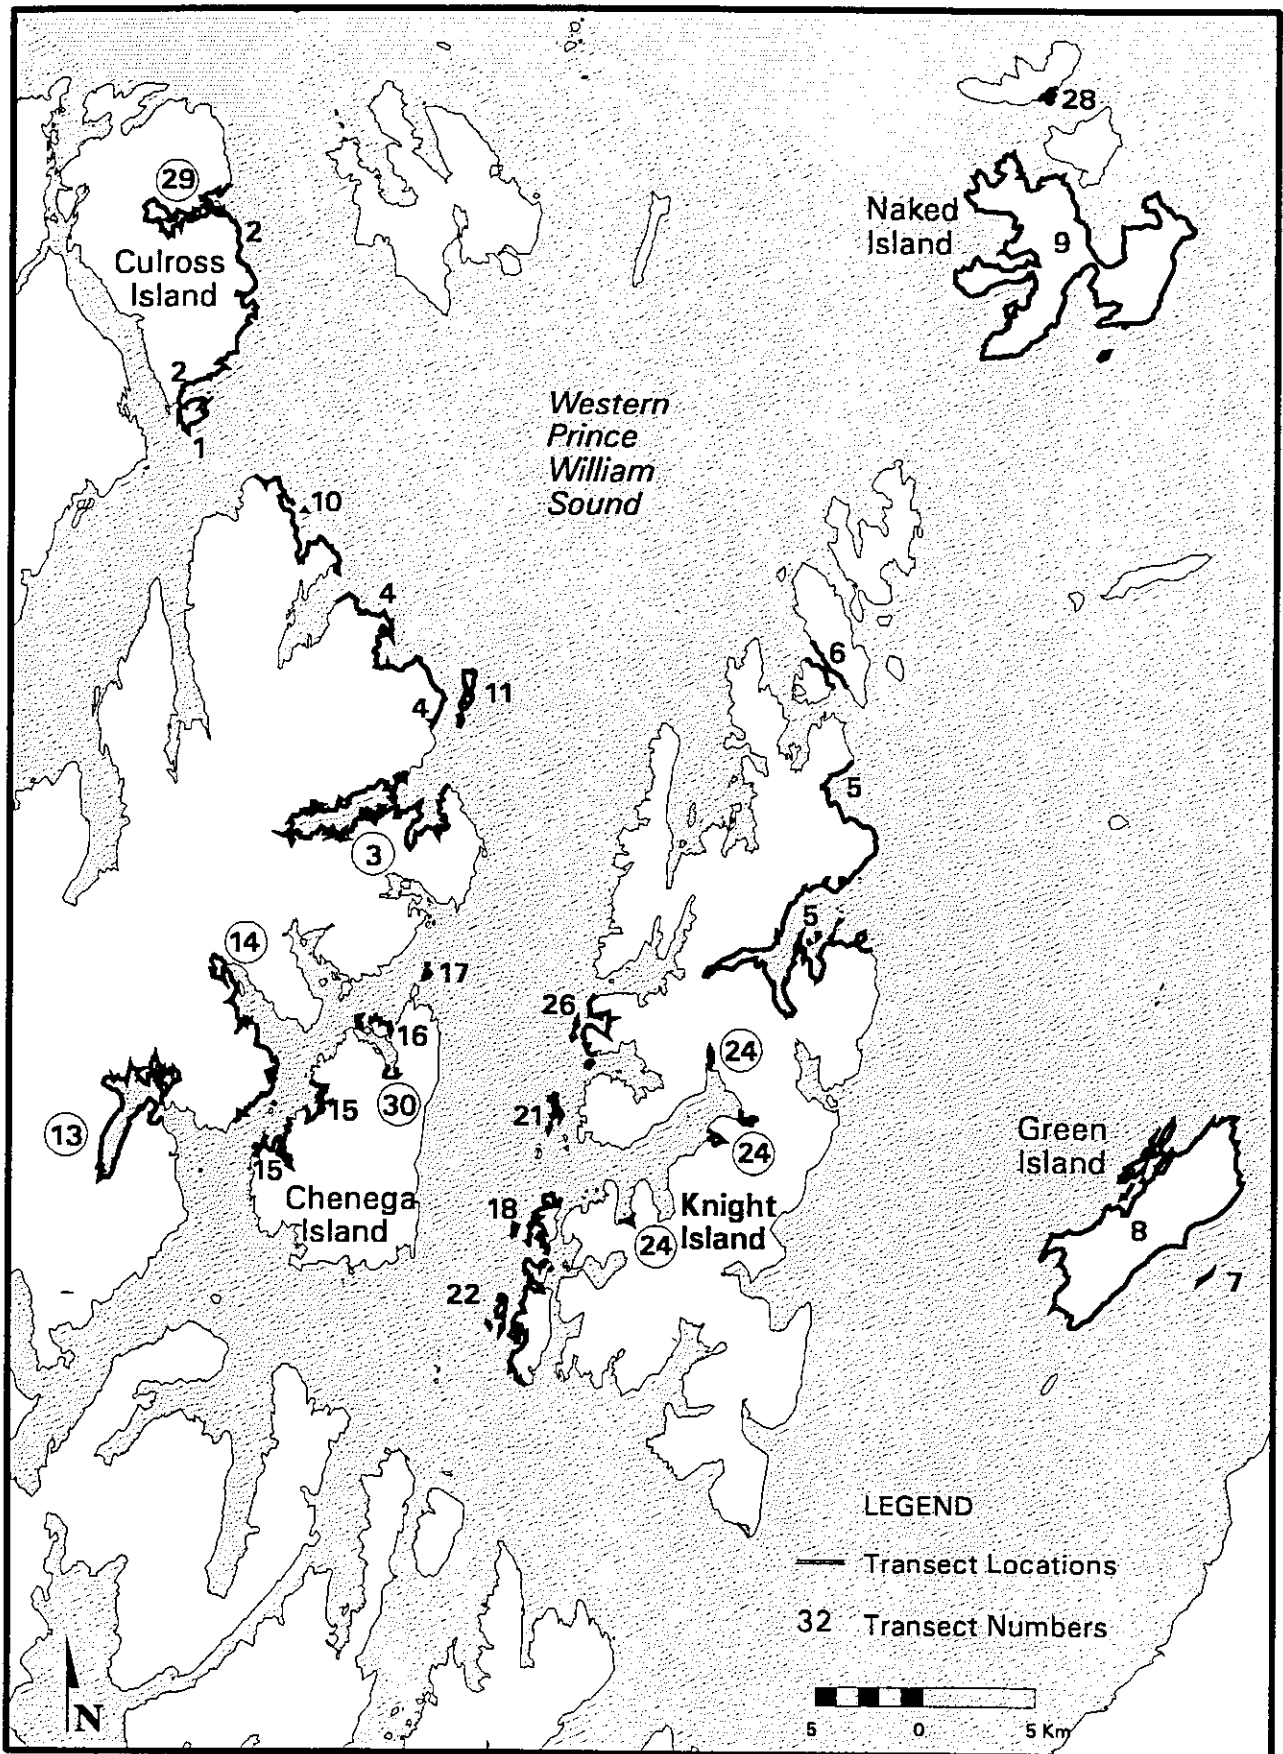 28
29
Naked
Island
2
9
Culross
Island
2
1
Western
Prince
William
Sound
10
4
6
11
4
5
3
5
14
17
26
16
24
30
15
21
13
24
Green
Island
15
Chenega
Island
18
Knight
Island
24
8
22
7
LEGEND
Transect Locations
32 Transect Numbers
N
5 0 5 Km